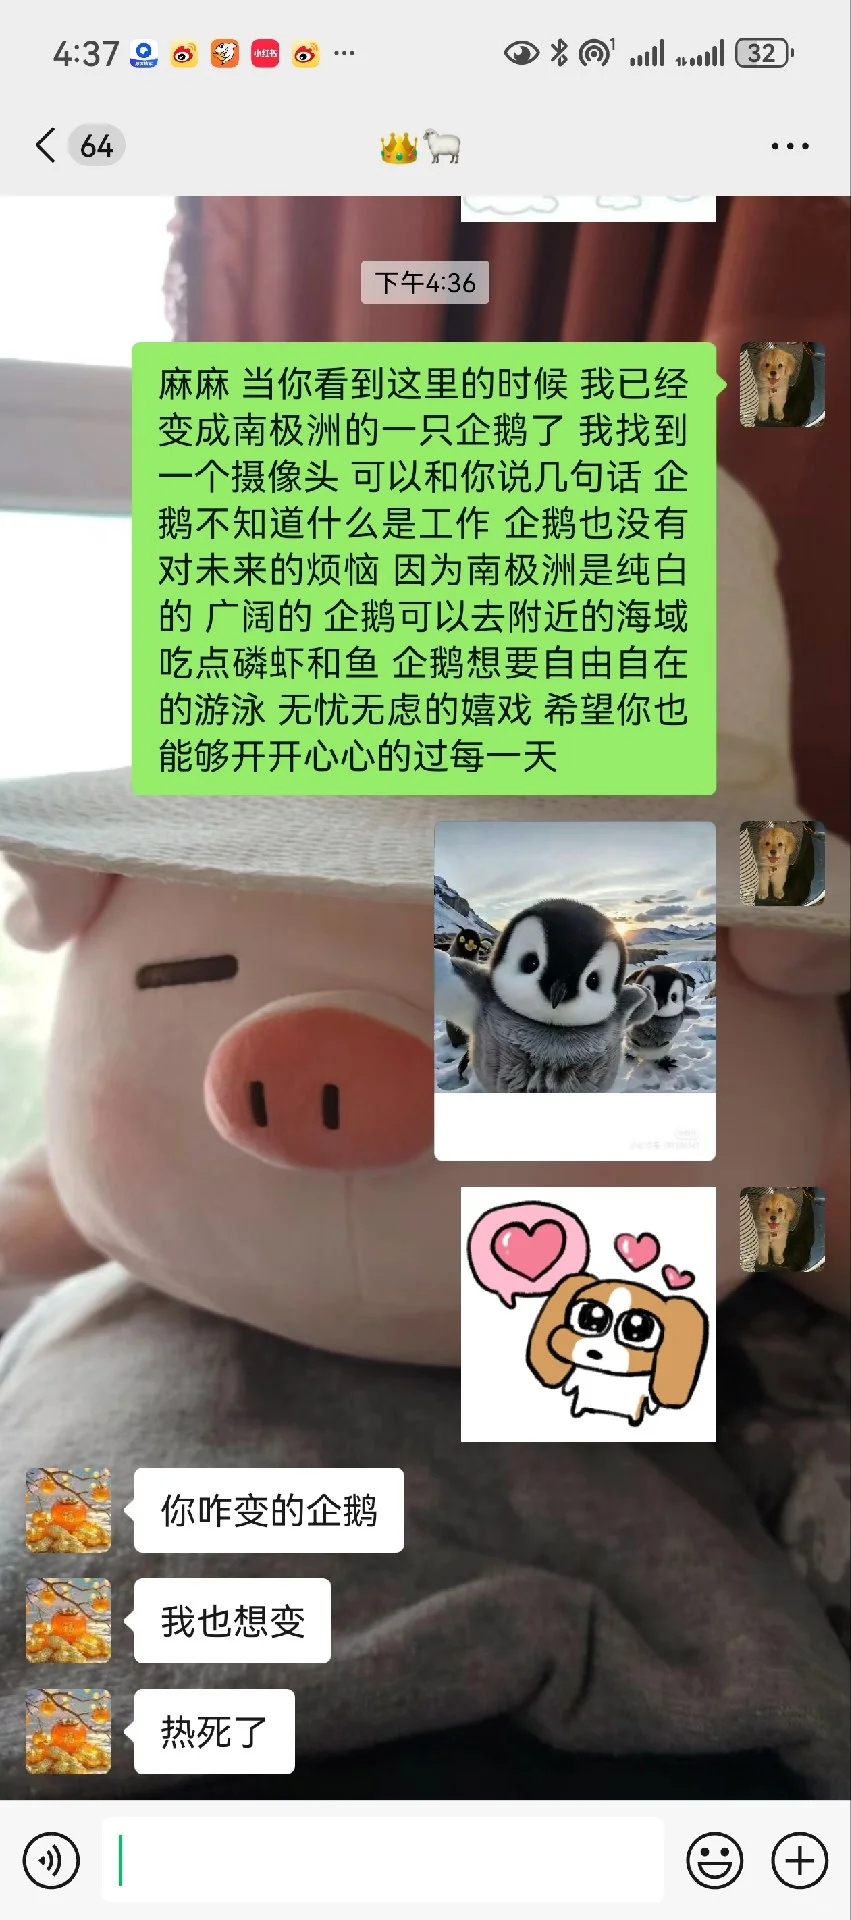 4:37
小红书
1
32
64
下午4:36
麻麻 当你看到这里的时候 我已经
变成南极洲的一只企鹅了 我找到
一个摄像头 可以和你说几句话 企
鹅不知道什么是工作 企鹅也没有
对未来的烦恼 因为南极洲是纯白
的 广阔的 企鹅可以去附近的海域
吃点磷虾和鱼 企鹅想要自由自在
的游泳 无忧无虑的嬉戏 希望你也
能够开开心心的过每一天
你咋变的企鹅
我也想变
热死了